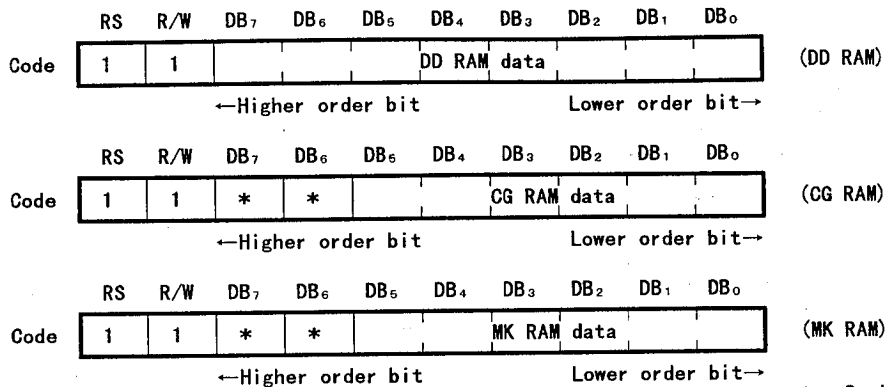 RS R/W DB₇ DB₆ DB₅ DB₄ DB₃ DB₂ DB₁ DB₀
Code 1 1 DD RAM data (DD RAM)
←Higher order bit Lower order bit→
RS R/W DB₇ DB₆ DB₅ DB₄ DB₃ DB₂ DB₁ DB₀
Code 1 1 * * CG RAM data (CG RAM)
←Higher order bit Lower order bit→
RS R/W DB₇ DB₆ DB₅ DB₄ DB₃ DB₂ DB₁ DB₀
Code 1 1 * * MK RAM data (MK RAM)
←Higher order bit Lower order bit→